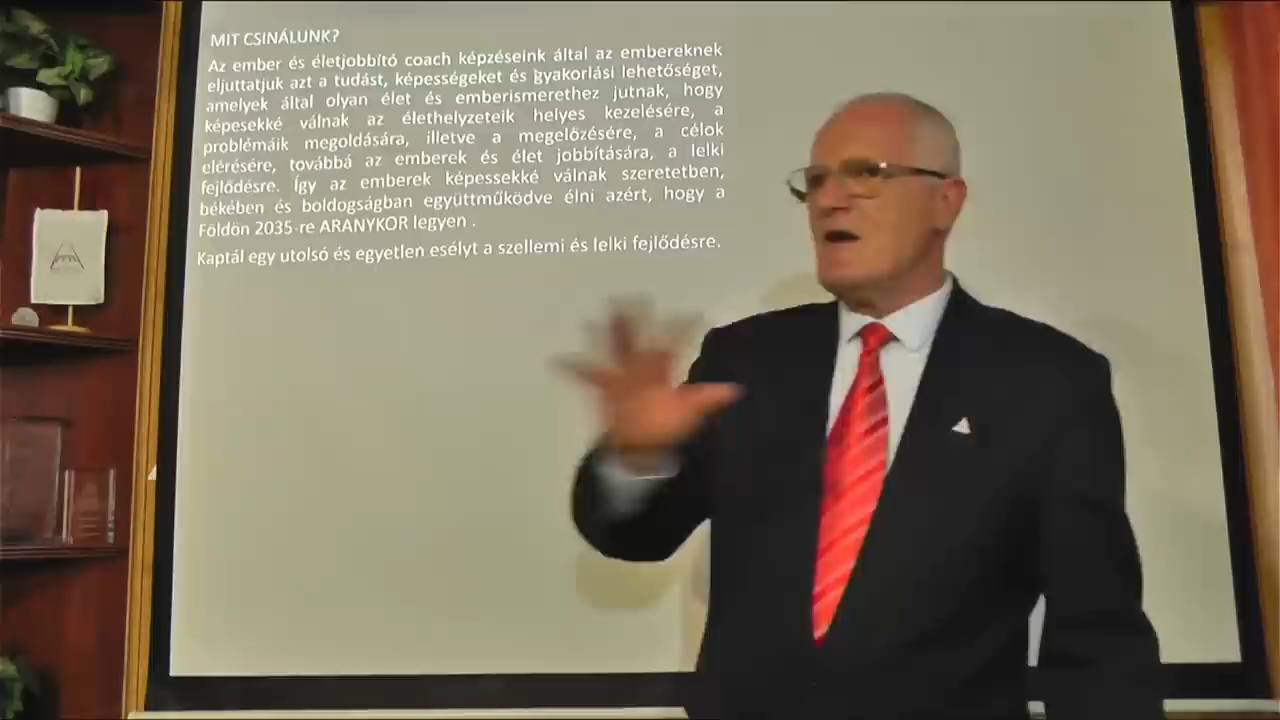 MIT CSINÁLUNK?
Az ember és életjobbító coach képzéseink által az embereknek
eljuttatjuk azt a tudást, képességeket és gyakorlási lehetőséget,
amelyek által olyan élet és emberismerethez jutnak, hogy
képesekké válnak az élethelyzeteik helyes kezelésére, a
problémáik megoldására, illetve a megelőzésére, a célok
elérésére, továbbá az emberek és élet jobbítására, a lelki
fejlődésre. Így az emberek képessekké válnak szeretetben,
békében és boldogságban együttműködve élni azért, hogy a
Földön 2035-re ARANYKOR legyen .
Kaptál egy utolsó és egyetlen esélyt a szellemi és lelki fejlődésre.